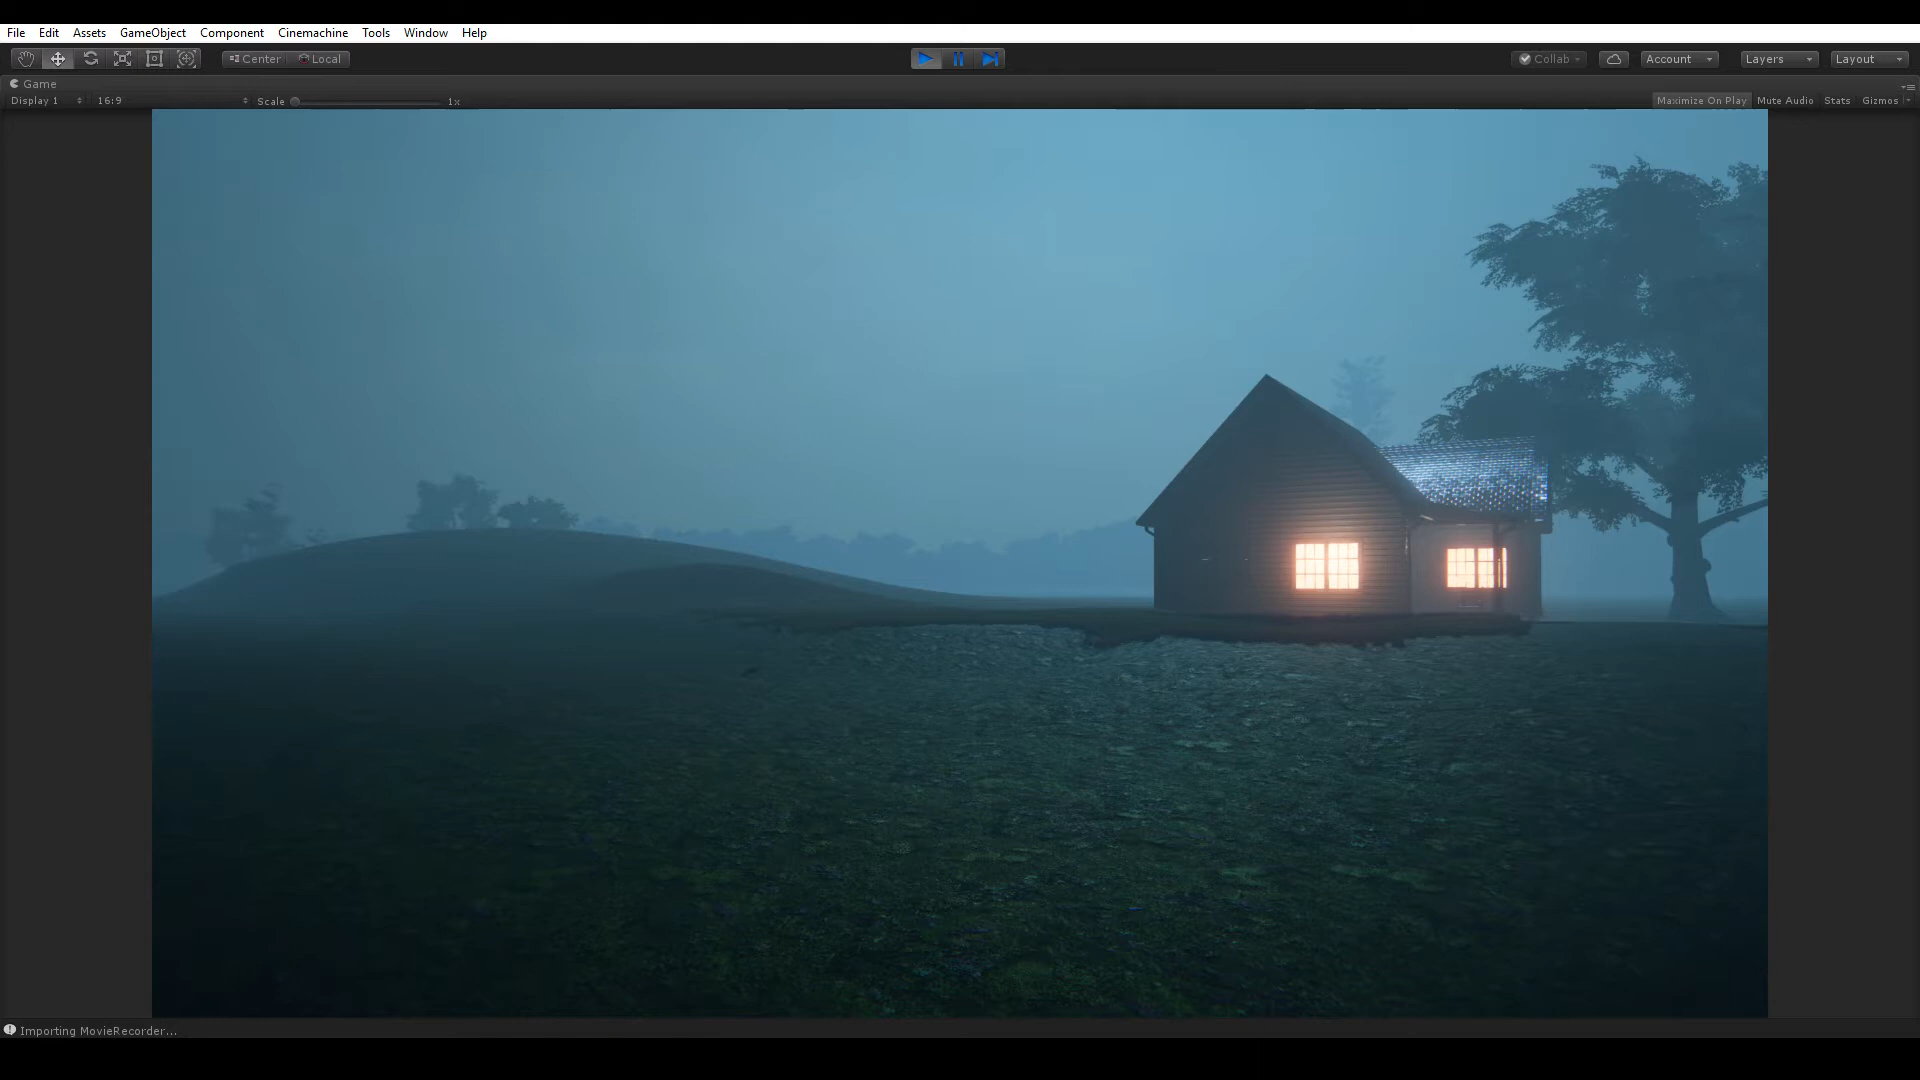 File Edit Assets GameObject Component Cinemachine Tools Window Help
Center Local Collab Account Layers Layout
Game
Display 1 16:9 Scale 1x Maximize On Play Mute Audio Stats Gizmos
Importing MovieRecorder...